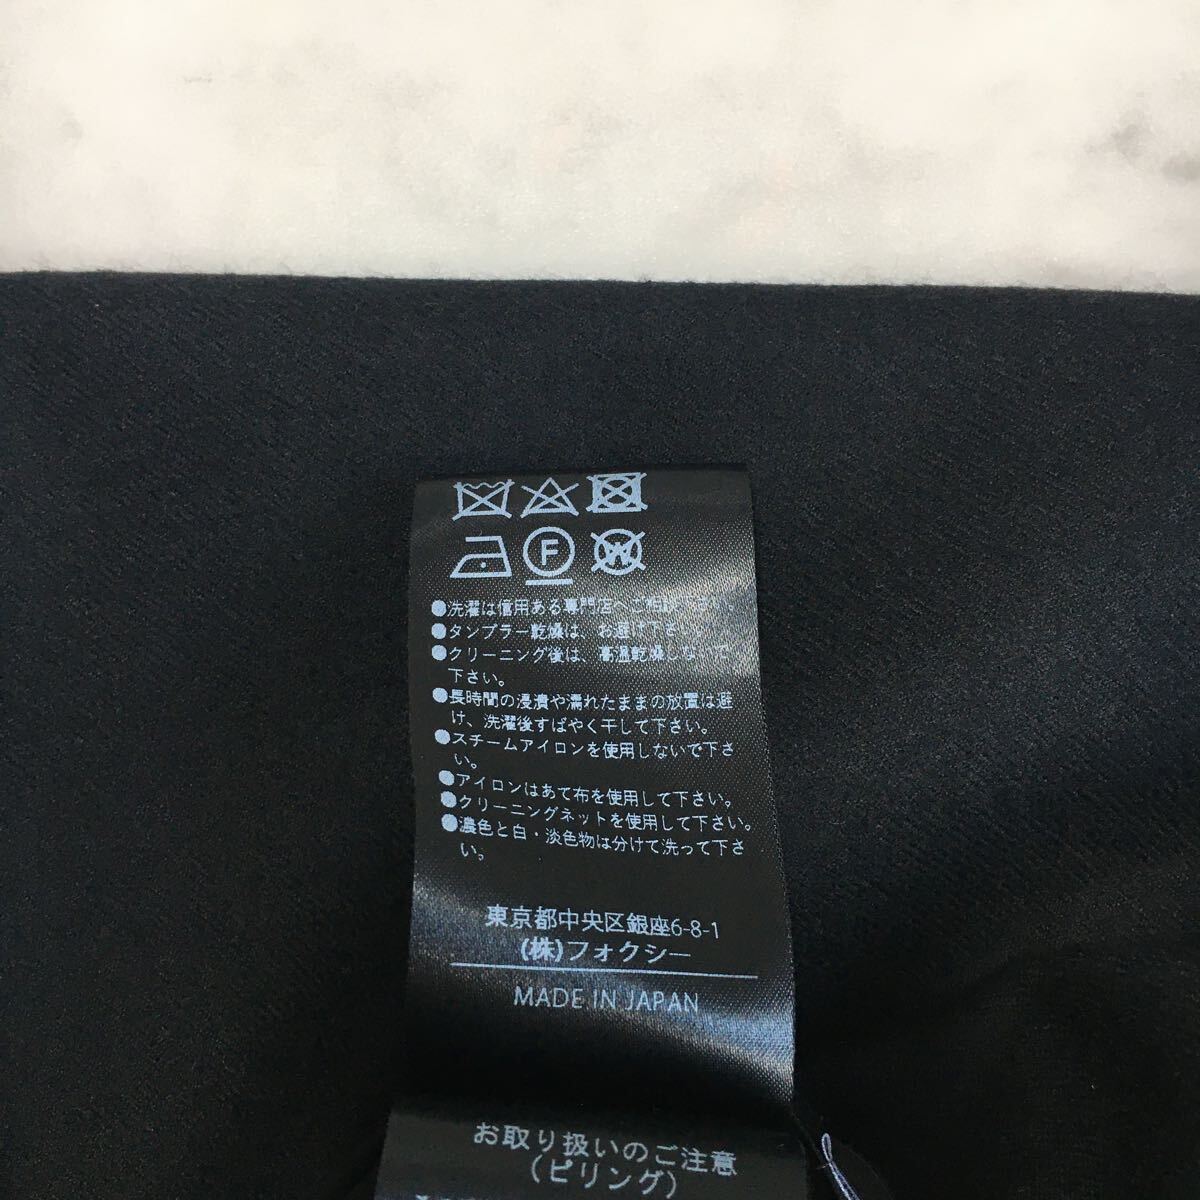 F
W
●洗濯は信用ある専門店へご相談下さい。
●タンブラー乾燥は、お避け下さい。
●クリーニング後は、高温乾燥しないで
下さい。
●長時間の浸漬や濡れたままの放置は避
け、洗濯後すばやく干して下さい。
●スチームアイロンを使用しないで下さ
い。
●アイロンはあて布を使用して下さい。
●クリーニングネットを使用して下さい。
●濃色と白・淡色物は分けて洗って下さ
い。
東京都中央区銀座6-8-1
(株)フォクシー
MADE IN JAPAN
お取り扱いのご注意
(ピリング)